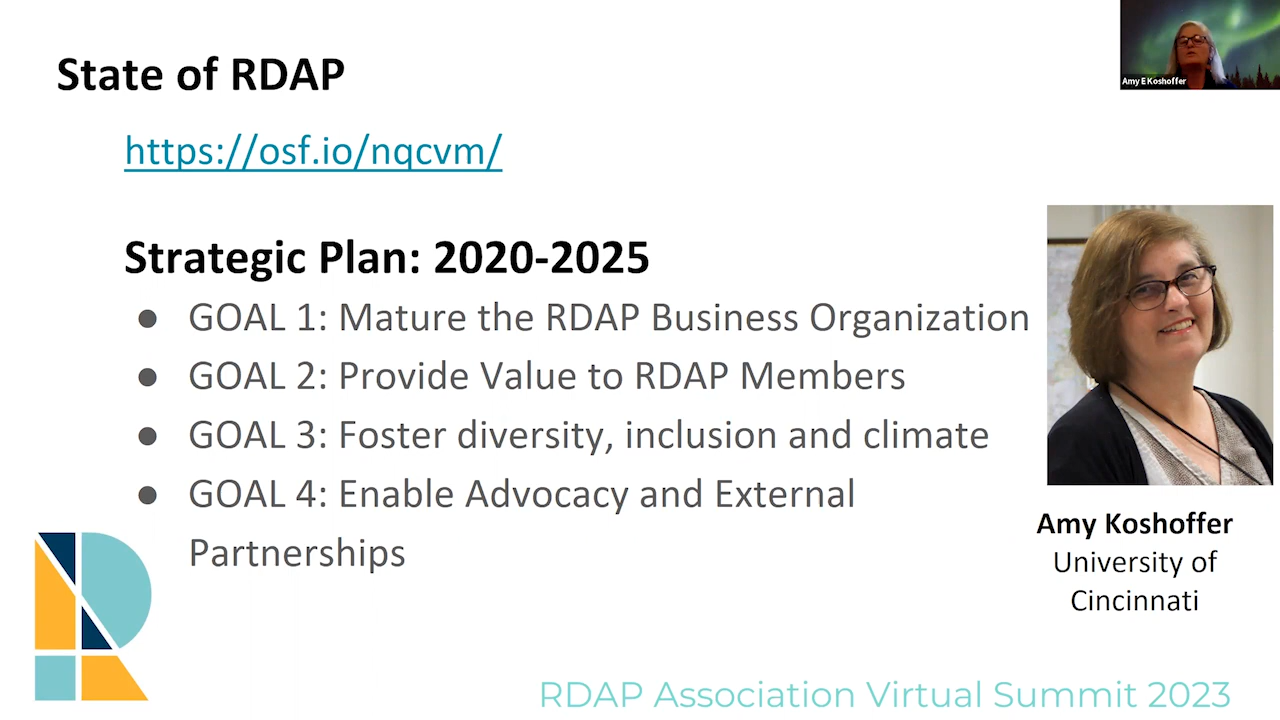 State of RDAP
https://osf.io/nqcvm/
Strategic Plan: 2020-2025
● GOAL 1: Mature the RDAP Business Organization
● GOAL 2: Provide Value to RDAP Members
● GOAL 3: Foster diversity, inclusion and climate
● GOAL 4: Enable Advocacy and External
Partnerships
Amy E Koshoffer
Amy Koshoffer
University of
Cincinnati
RDAP Association Virtual Summit 2023